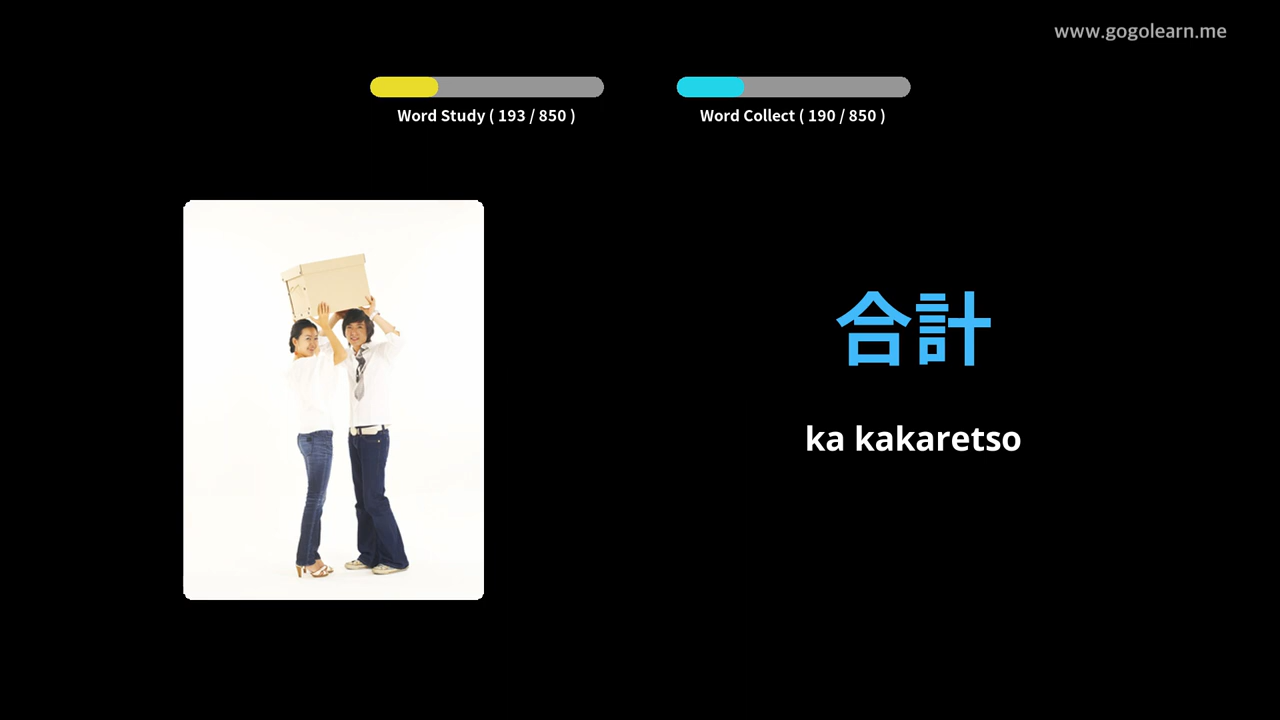 www.gogolearn.me
Word Study ( 193 / 850 )
Word Collect ( 190 / 850 )
合計
ka kakaretso